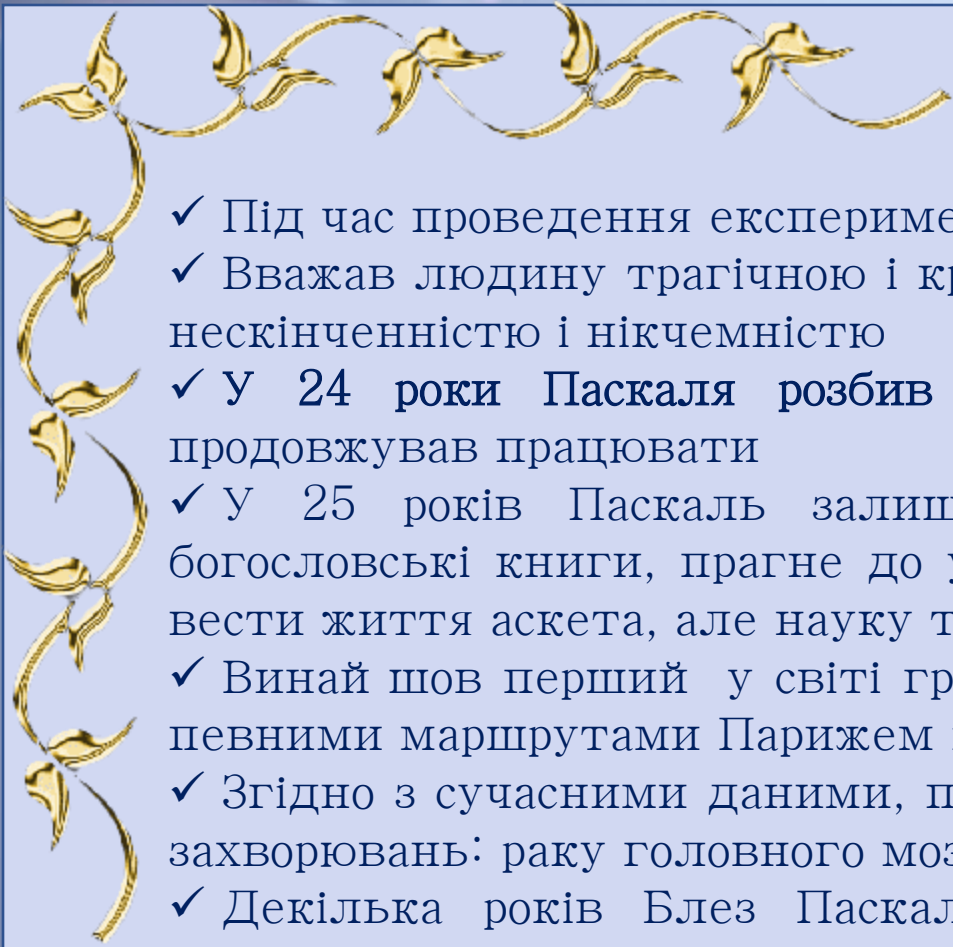 ✓ Під час проведення експериме
✓ Вважав людину трагічною і кр
нескінченністю і нікчемністю
✓ У 24 роки Паскаля розбив
продовжував працювати
✓ У 25 років Паскаль залиш
богословські книги, прагне до у
вести життя аскета, але науку т
✓ Винай шов перший у світі гр
певними маршрутами Парижем
✓ Згідно з сучасними даними, п
захворювань: раку головного моз
✓ Декілька років Блез Паскал